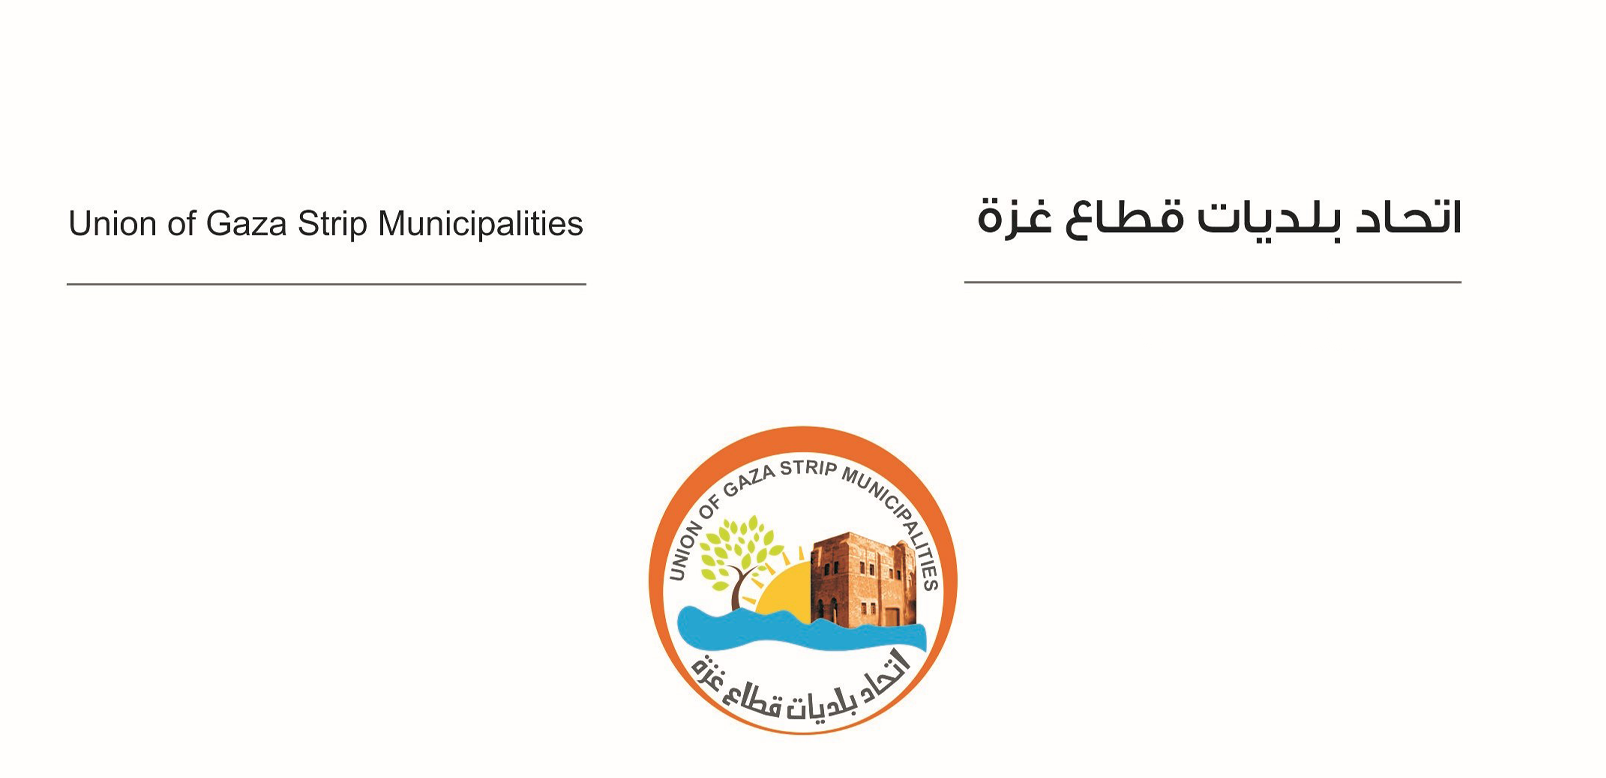 Union of Gaza Strip Municipalities
اتحاد بلديات قطاع غزة
UNION OF GAZA STRIP MUNICIPALITIES
اتحاد بلديات قطاع غزة